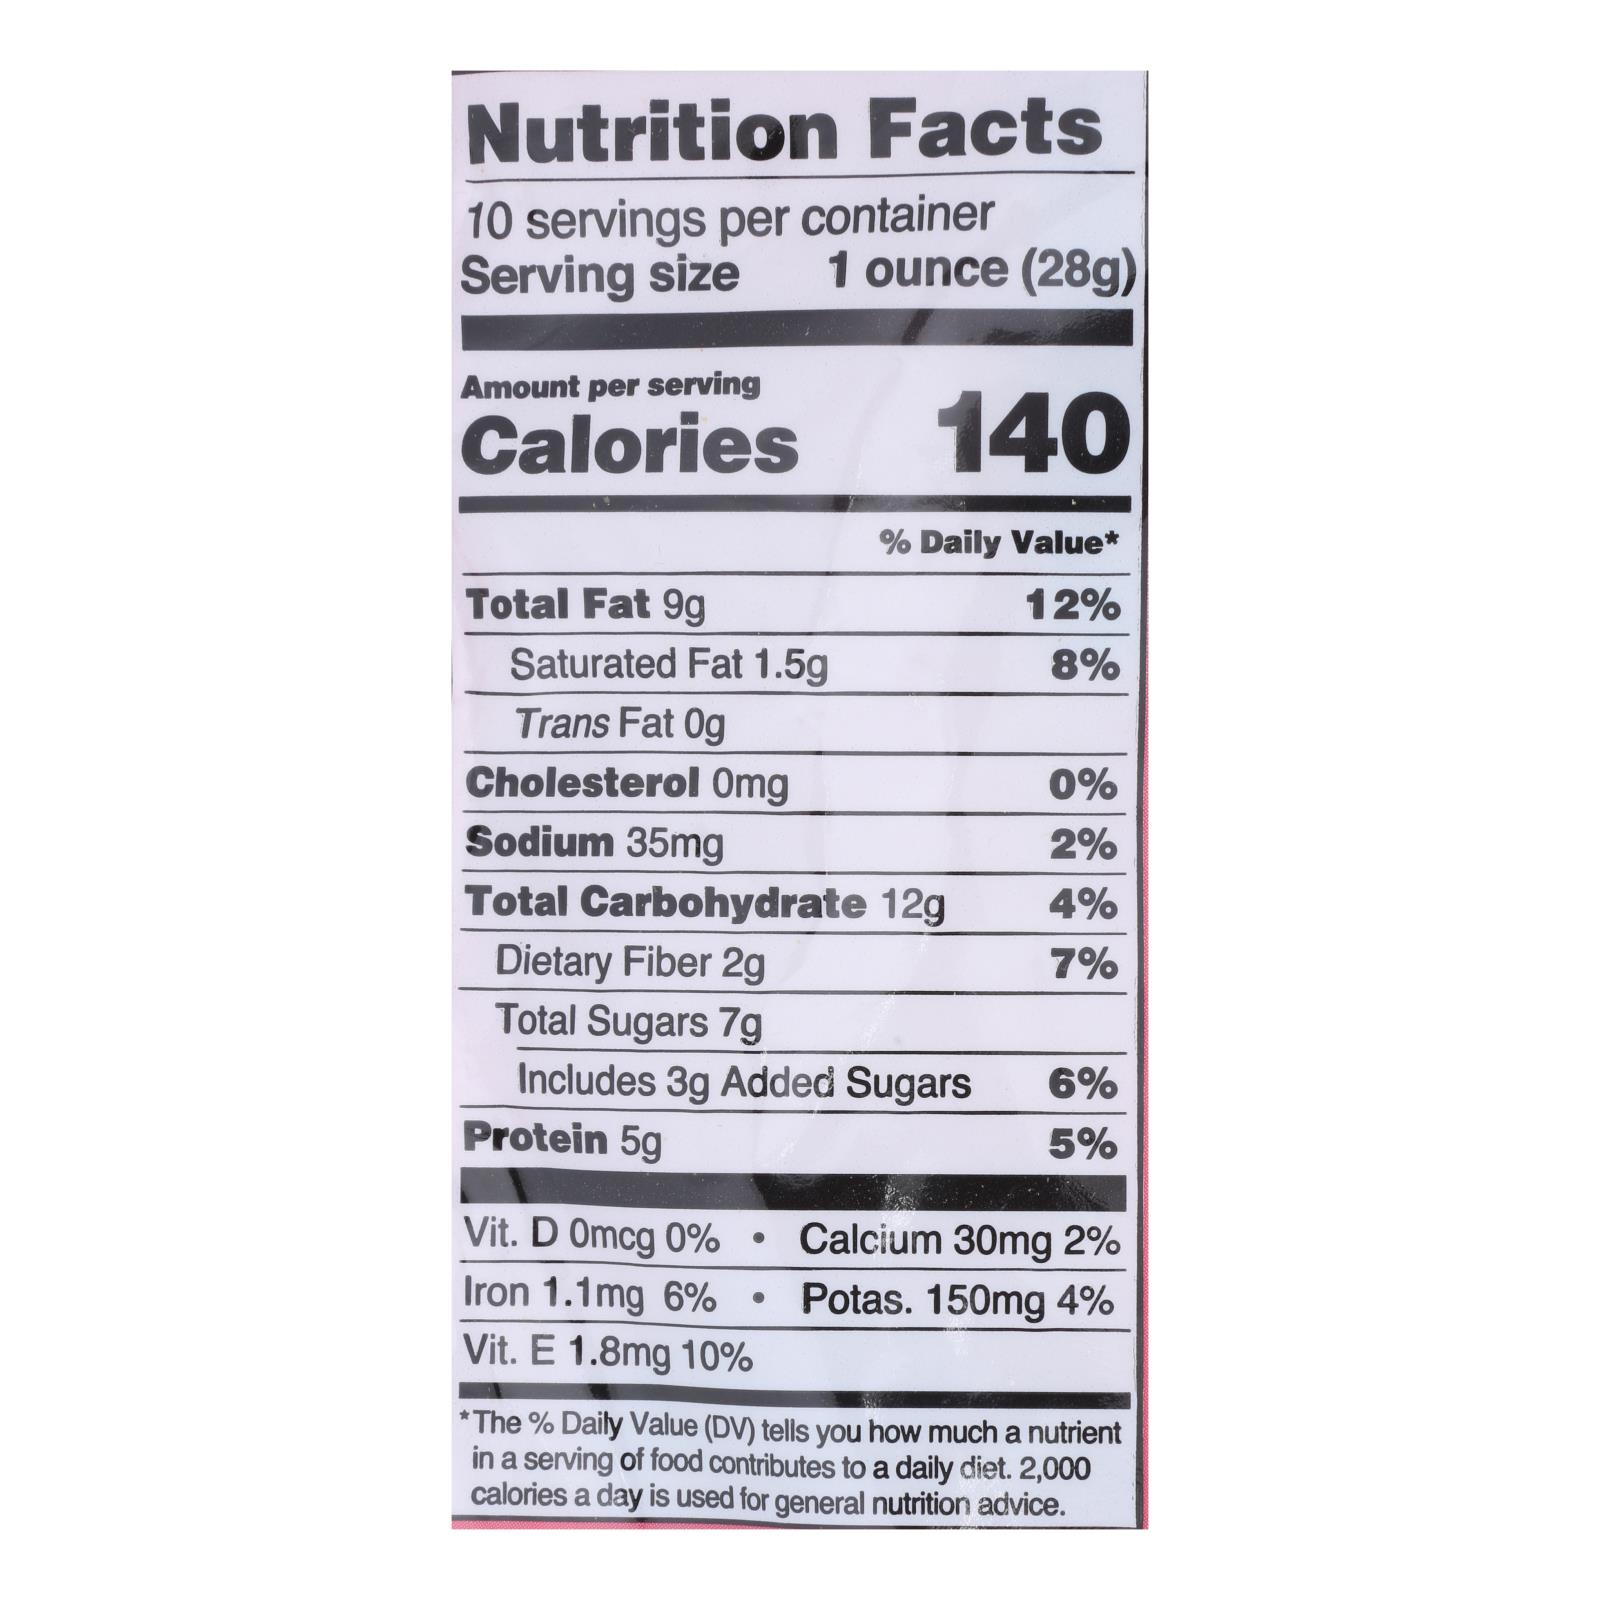 Nutrition Facts
10 servings per container
Serving size 1 ounce (28g)
Amount per serving
Calories 140
% Daily Value*
Total Fat 9g 12%
Saturated Fat 1.5g 8%
Trans Fat 0g
Cholesterol 0mg 0%
Sodium 35mg 2%
Total Carbohydrate 12g 4%
Dietary Fiber 2g 7%
Total Sugars 7g
Includes 3g Added Sugars 6%
Protein 5g 5%
Vit. D 0mcg 0% • Calcium 30mg 2%
Iron 1.1mg 6% • Potas. 150mg 4%
Vit. E 1.8mg 10%
*The % Daily Value (DV) tells you how much a nutrient
in a serving of food contributes to a daily diet. 2,000
calories a day is used for general nutrition advice.